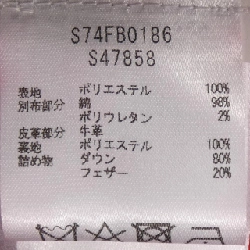 S74FB0186
S47858
表地 ポリエステル 100%
別布部分 綿 98%
ポリウレタン 2%
皮革部分 牛革
裏地 ポリエステル 100%
詰め物 ダウン 80%
フェザー 20%